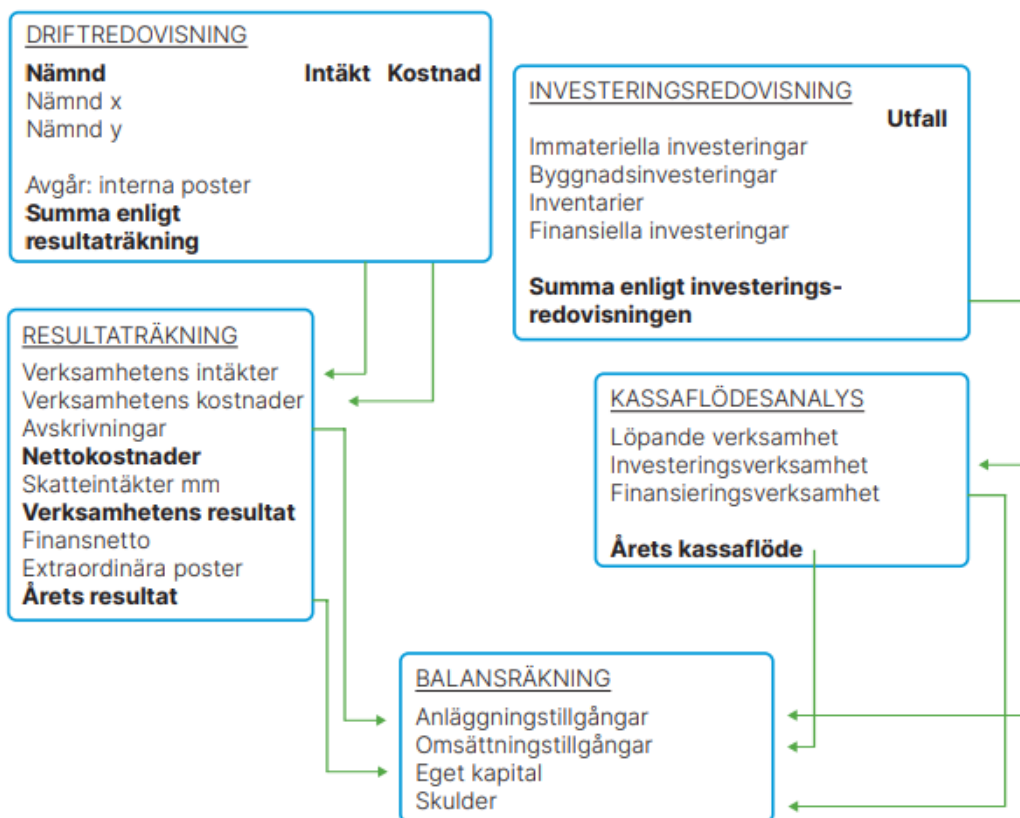 DRIFTREDOVISNING
Nämnd Intäkt Kostnad
Nämnd x
Nämnd y
Avgår: interna poster
Summa enligt
resultaträkning
INVESTERINGSREDOVISNING
Utfall
Immateriella investeringar
Byggnadsinvesteringar
Inventarier
Finansiella investeringar
Summa enligt investerings-
redovisningen
RESULTATRÄKNING
Verksamhetens intäkter
Verksamhetens kostnader
Avskrivningar
Nettokostnader
Skatteintäkter mm
Verksamhetens resultat
Finansnetto
Extraordinära poster
Årets resultat
KASSAFLÖDESANALYS
Löpande verksamhet
Investeringsverksamhet
Finansieringsverksamhet
Årets kassaflöde
BALANSRÄKNING
Anläggningstillgångar
Omsättningstillgångar
Eget kapital
Skulder